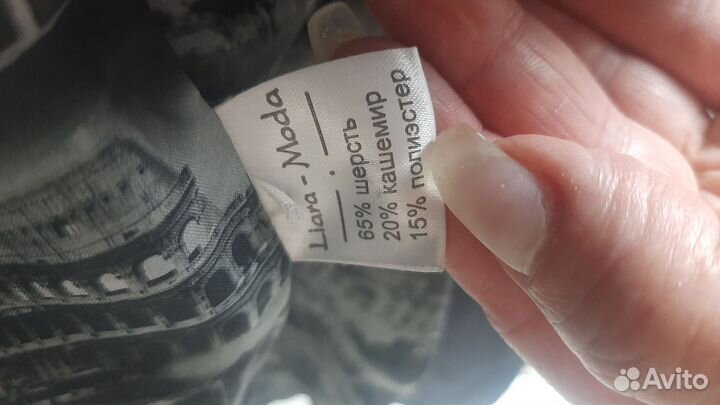 Liara - Moda
65% шерсть
20% кашемир
15% полиэстер
Avito